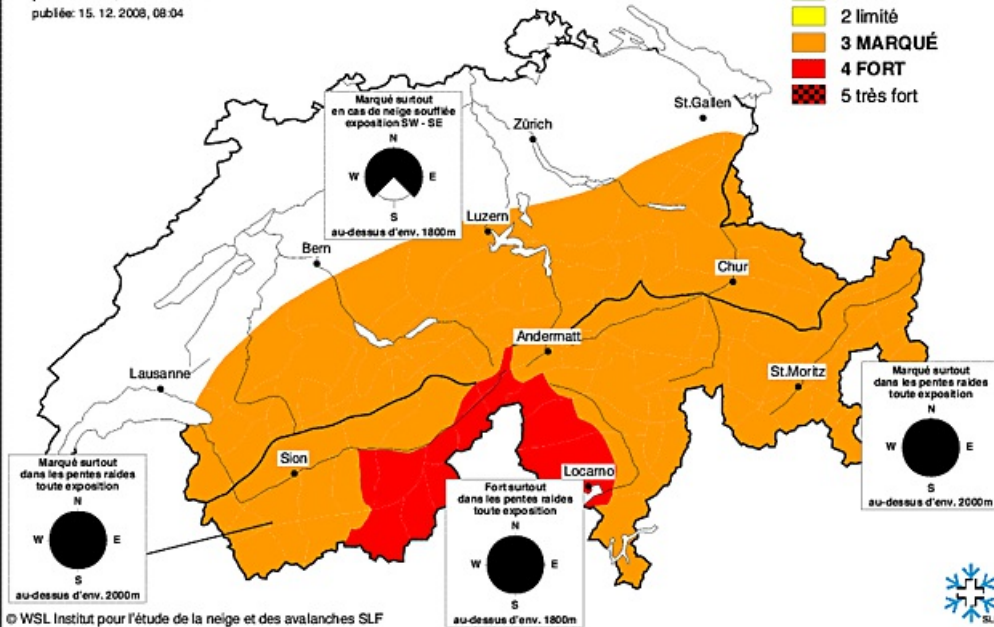 publiée: 15. 12. 2008, 08:04
2 limité
3 MARQUÉ
4 FORT
5 très fort
Marqué surtout
en cas de neige soufflée
exposition SW - SE
N
W E
S
au-dessus d'env. 1800m
St.Gallen
Zürich
Luzern
Bern
Chur
Andermatt
Lausanne
St.Moritz
Sion
Locarno
Marqué surtout
dans les pentes raides
toute exposition
N
W E
S
au-dessus d'env. 2000m
Marqué surtout
dans les pentes raides
toute exposition
N
W E
S
au-dessus d'env. 2000m
Fort surtout
dans les pentes raides
toute exposition
N
W E
S
au-dessus d'env. 1800m
© WSL Institut pour l'étude de la neige et des avalanches SLF
SLF